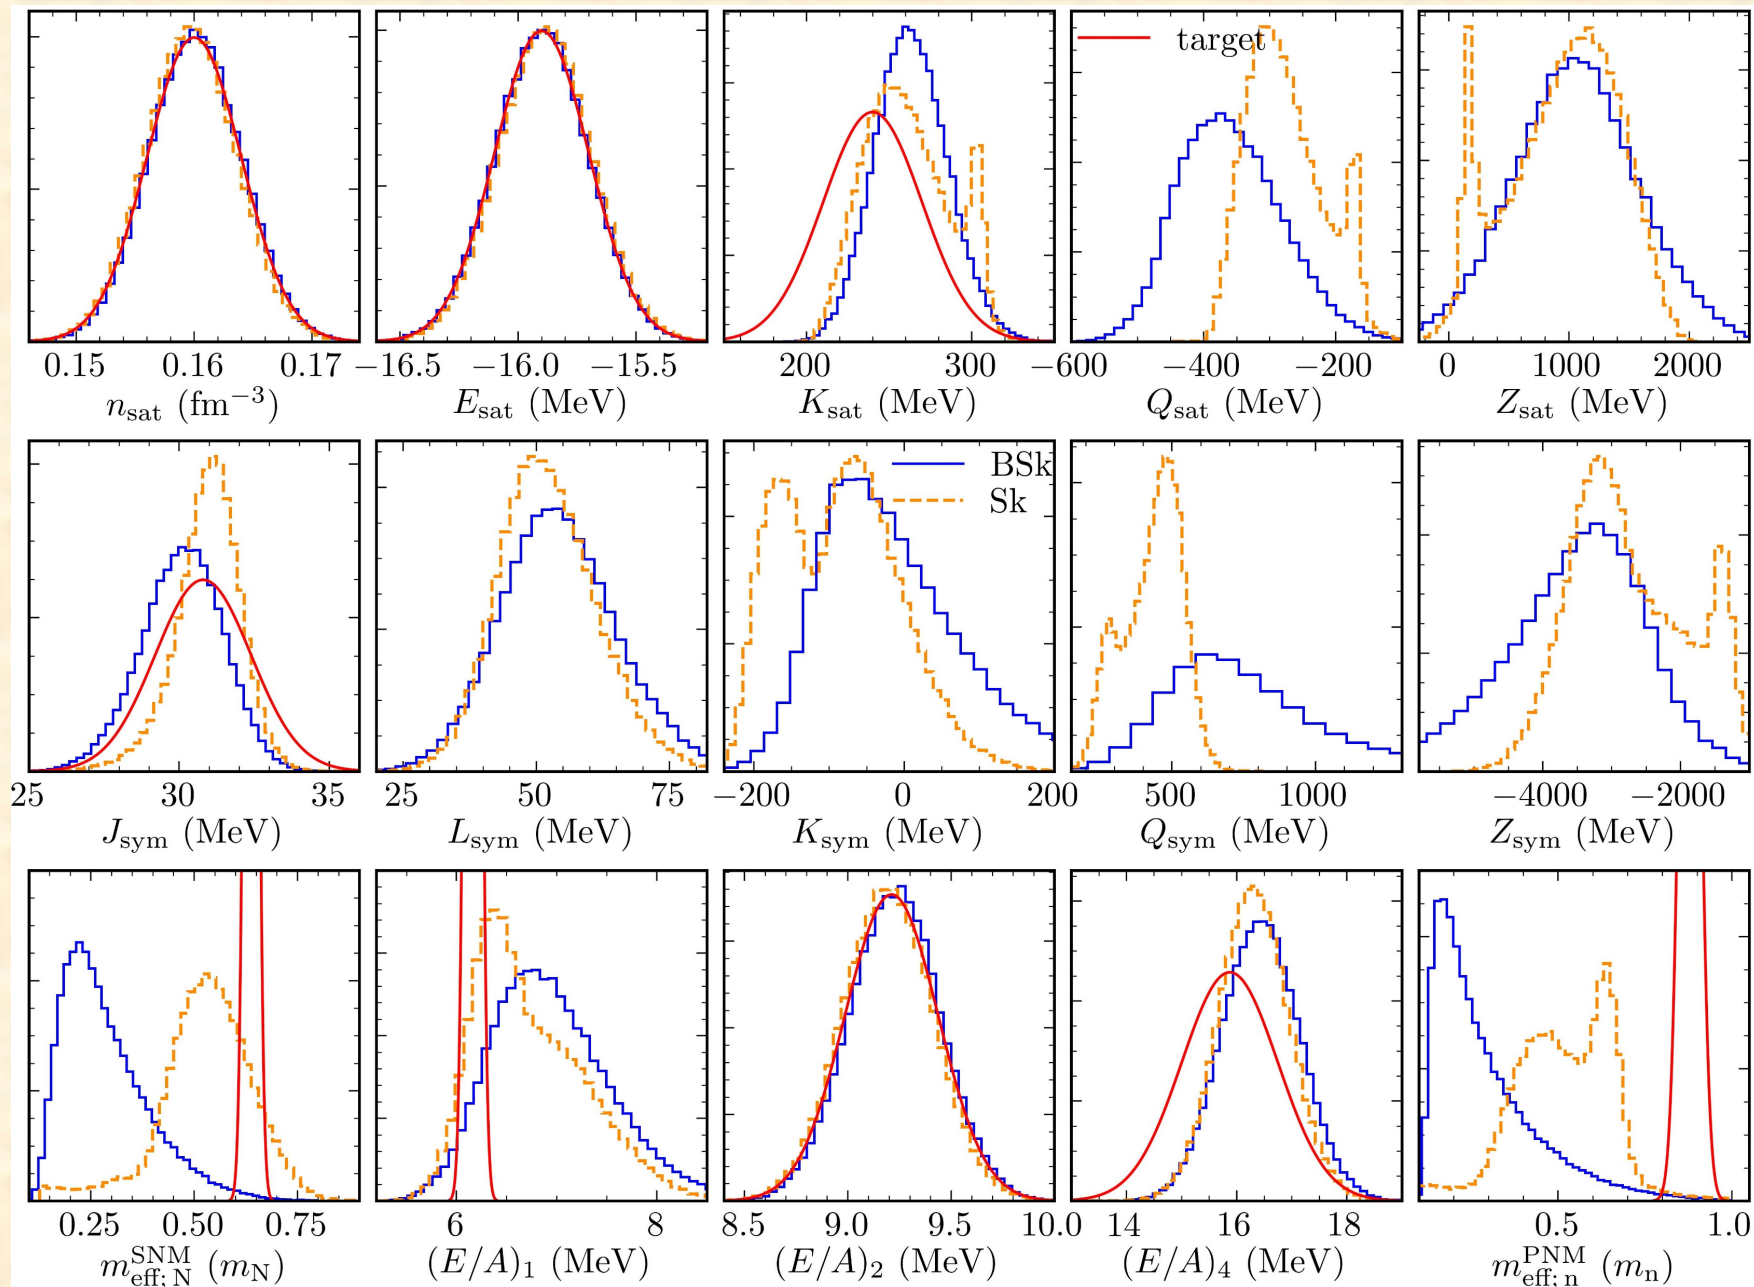 target
0.15 0.16 0.17 −16.5 −16.0 −15.5 200 300 −600 −400 −200 0 1000 2000
n_sat (fm⁻³) E_sat (MeV) K_sat (MeV) Q_sat (MeV) Z_sat (MeV)
BSk
Sk
25 30 35 25 50 75 −200 0 200 500 1000 −4000 −2000
J_sym (MeV) L_sym (MeV) K_sym (MeV) Q_sym (MeV) Z_sym (MeV)
0.25 0.50 0.75 6 8 8.5 9.0 9.5 10.0 14 16 18 0.5 1.0
m^SNM_eff; N (m_N) (E/A)₁ (MeV) (E/A)₂ (MeV) (E/A)₄ (MeV) m^PNM_eff; n (m_n)